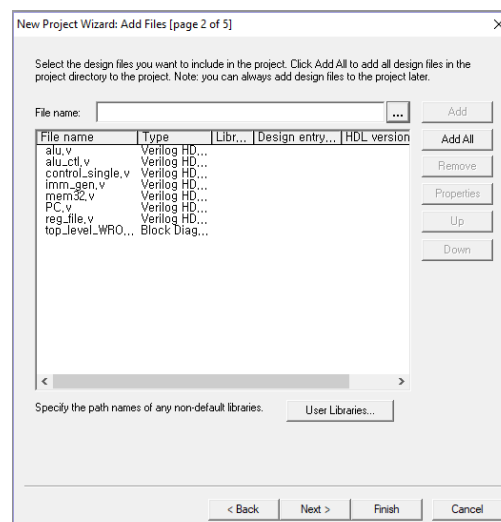 New Project Wizard: Add Files [page 2 of 5]
Select the design files you want to include in the project. Click Add All to add all design files in the
project directory to the project. Note: you can always add design files to the project later.
File name: ... Add
File name Type Libr... Design entry... HDL version Add All
alu.v Verilog HD...
alu_ctl.v Verilog HD...
control_single.v Verilog HD... Remove
imm_gen.v Verilog HD...
mem32.v Verilog HD...
PC.v Verilog HD... Properties
reg_file.v Verilog HD...
top_level_WRO... Block Diag... Up
Down
Specify the path names of any non-default libraries. User Libraries...
< Back Next > Finish Cancel